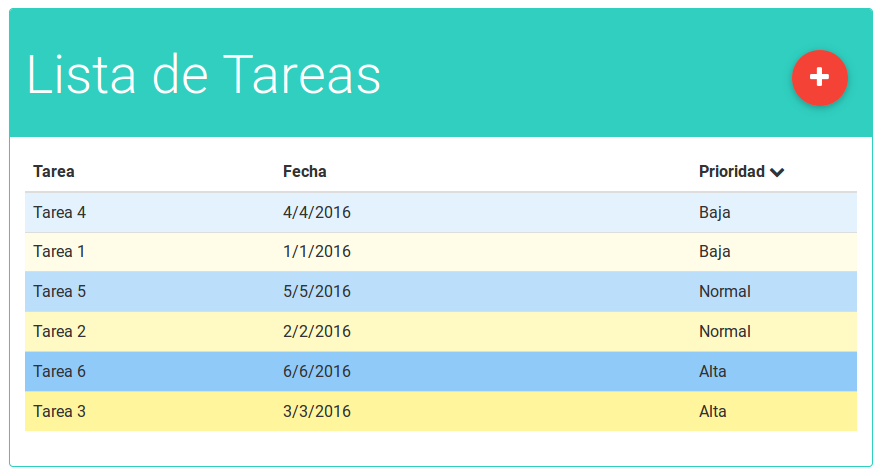 Lista de Tareas
Tarea Fecha Prioridad
Tarea 4 4/4/2016 Baja
Tarea 1 1/1/2016 Baja
Tarea 5 5/5/2016 Normal
Tarea 2 2/2/2016 Normal
Tarea 6 6/6/2016 Alta
Tarea 3 3/3/2016 Alta